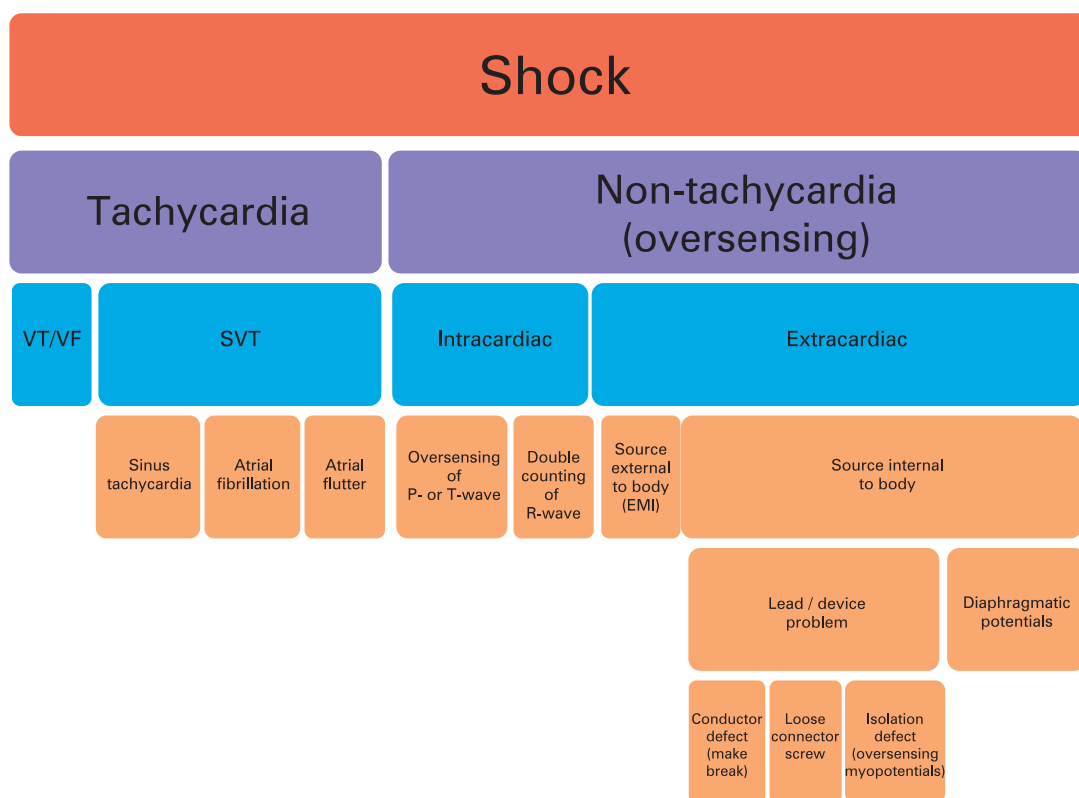 Shock
Tachycardia
Non-tachycardia
(oversensing)
VT/VF
SVT
Intracardiac
Extracardiac
Sinus
tachycardia
Atrial
fibrillation
Atrial
flutter
Oversensing
of
P- or T-wave
Double
counting
of
R-wave
Source
external
to body
(EMI)
Source internal
to body
Lead / device
problem
Diaphragmatic
potentials
Conductor
defect
(make
break)
Loose
connector
screw
Isolation
defect
(oversensing
myopotentials)